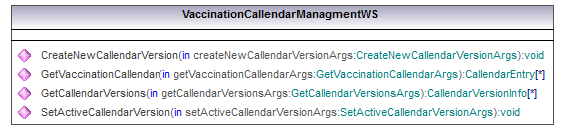 VaccinationCallendarManagmentWS
CreateNewCallendarVersion(in createNewCallendarVersionArgs:CreateNewCallendarVersionArgs):void
GetVaccinationCallendar(in getVaccinationCallendarArgs:GetVaccinationCallendarArgs):CallendarEntry[*]
GetCallendarVersions(in getCallendarVersionsArgs:GetCallendarVersionsArgs):CallendarVersionInfo[*]
SetActiveCallendarVersion(in setActiveCallendarVersionArgs:SetActiveCallendarVersionArgs):void